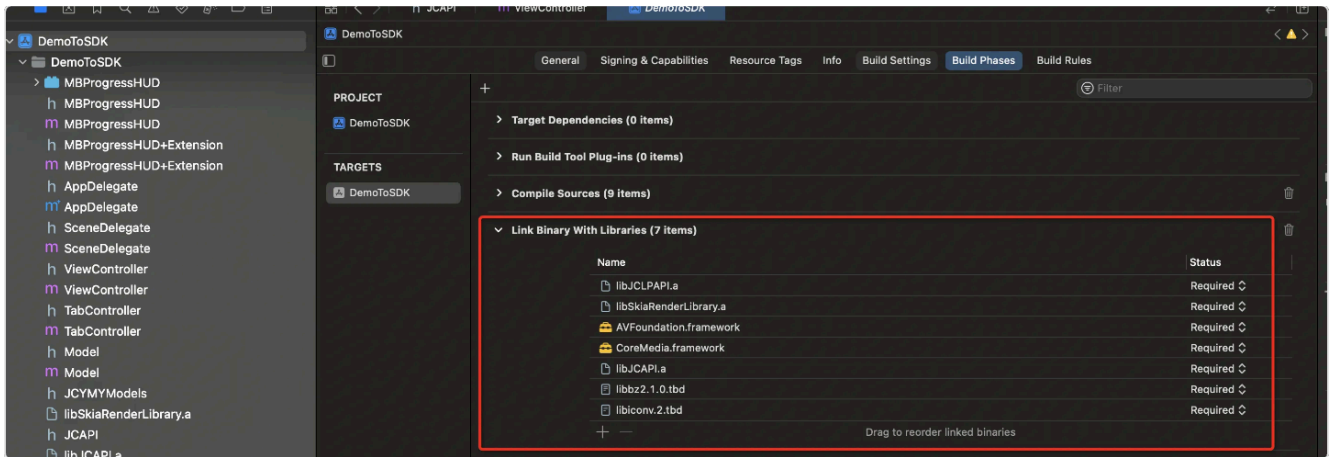 JCAPI
ViewController
DemoToSDK
DemoToSDK
DemoToSDK
MBProgressHUD
h MBProgressHUD
m MBProgressHUD
h MBProgressHUD+Extension
m MBProgressHUD+Extension
h AppDelegate
m AppDelegate
h SceneDelegate
m SceneDelegate
h ViewController
m ViewController
h TabController
m TabController
h Model
m Model
h JCYMYModels
libSkiaRenderLibrary.a
h JCAPI
libJCAPI.a
DemoToSDK
General Signing & Capabilities Resource Tags Info Build Settings Build Phases Build Rules
PROJECT
DemoToSDK
TARGETS
DemoToSDK
+ Filter
Target Dependencies (0 items)
Run Build Tool Plug-ins (0 items)
Compile Sources (9 items)
Link Binary With Libraries (7 items)
Name Status
libJCLPAPI.a Required
libSkiaRenderLibrary.a Required
AVFoundation.framework Required
CoreMedia.framework Required
libJCAPI.a Required
libbz2.1.0.tbd Required
libiconv.2.tbd Required
+ − Drag to reorder linked binaries